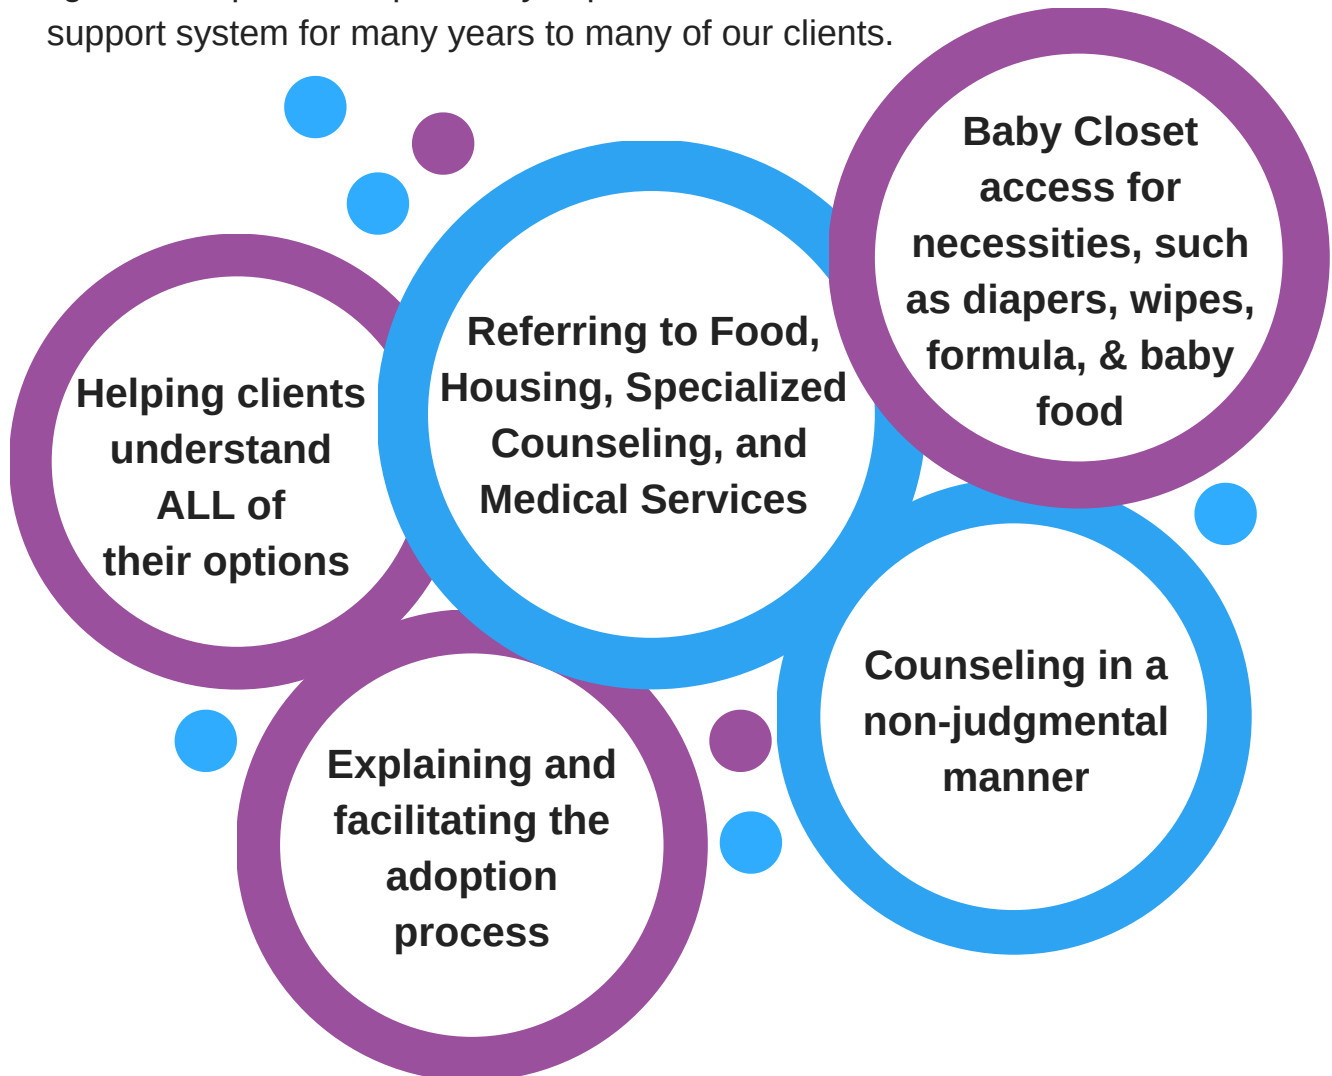 support system for many years to many of our clients.
Baby Closet
access for
necessities, such
as diapers, wipes,
formula, & baby
food
Referring to Food,
Housing, Specialized
Counseling, and
Medical Services
Helping clients
understand
ALL of
their options
Counseling in a
non-judgmental
manner
Explaining and
facilitating the
adoption
process